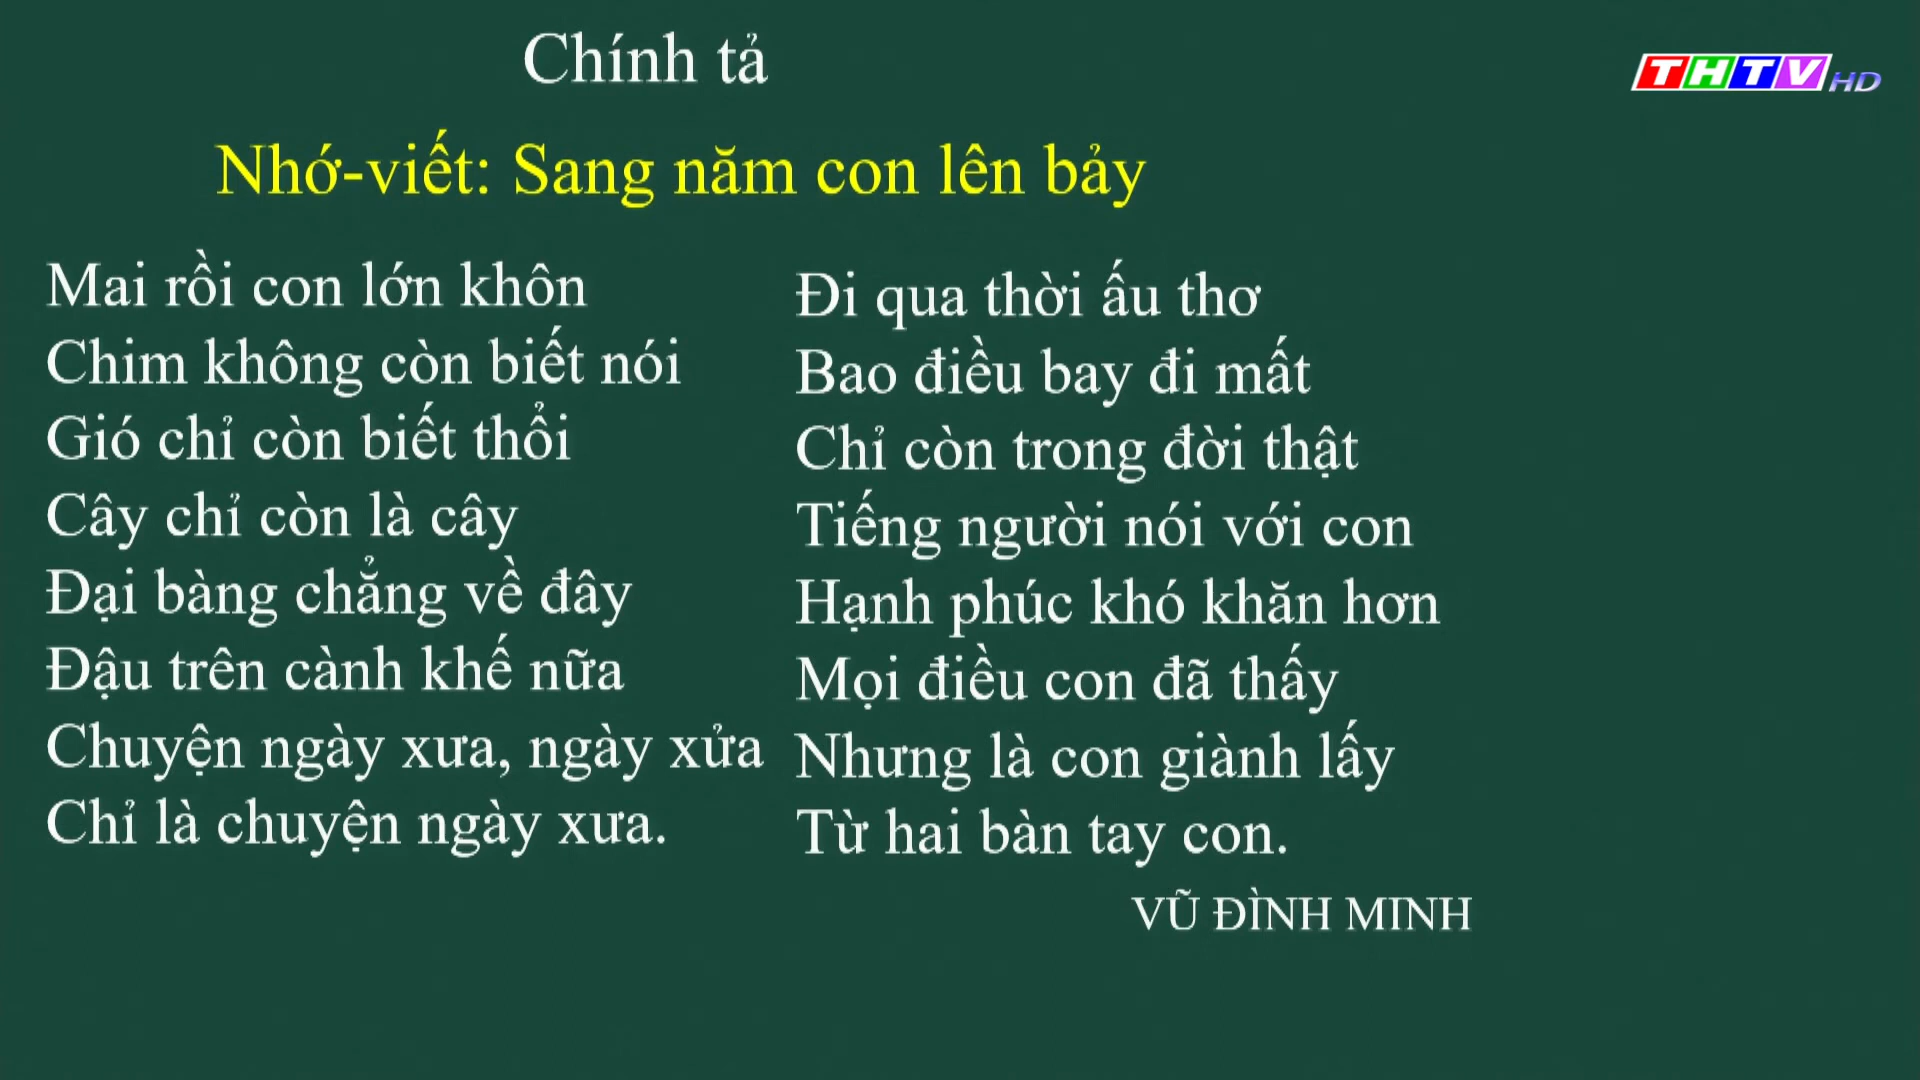 Chính tả
THTV HD
Nhớ-viết: Sang năm con lên bảy
Mai rồi con lớn khôn
Chim không còn biết nói
Gió chỉ còn biết thổi
Cây chỉ còn là cây
Đại bàng chẳng về đây
Đậu trên cành khế nữa
Chuyện ngày xưa, ngày xửa
Chỉ là chuyện ngày xưa.
Đi qua thời ấu thơ
Bao điều bay đi mất
Chỉ còn trong đời thật
Tiếng người nói với con
Hạnh phúc khó khăn hơn
Mọi điều con đã thấy
Nhưng là con giành lấy
Từ hai bàn tay con.
VŨ ĐÌNH MINH